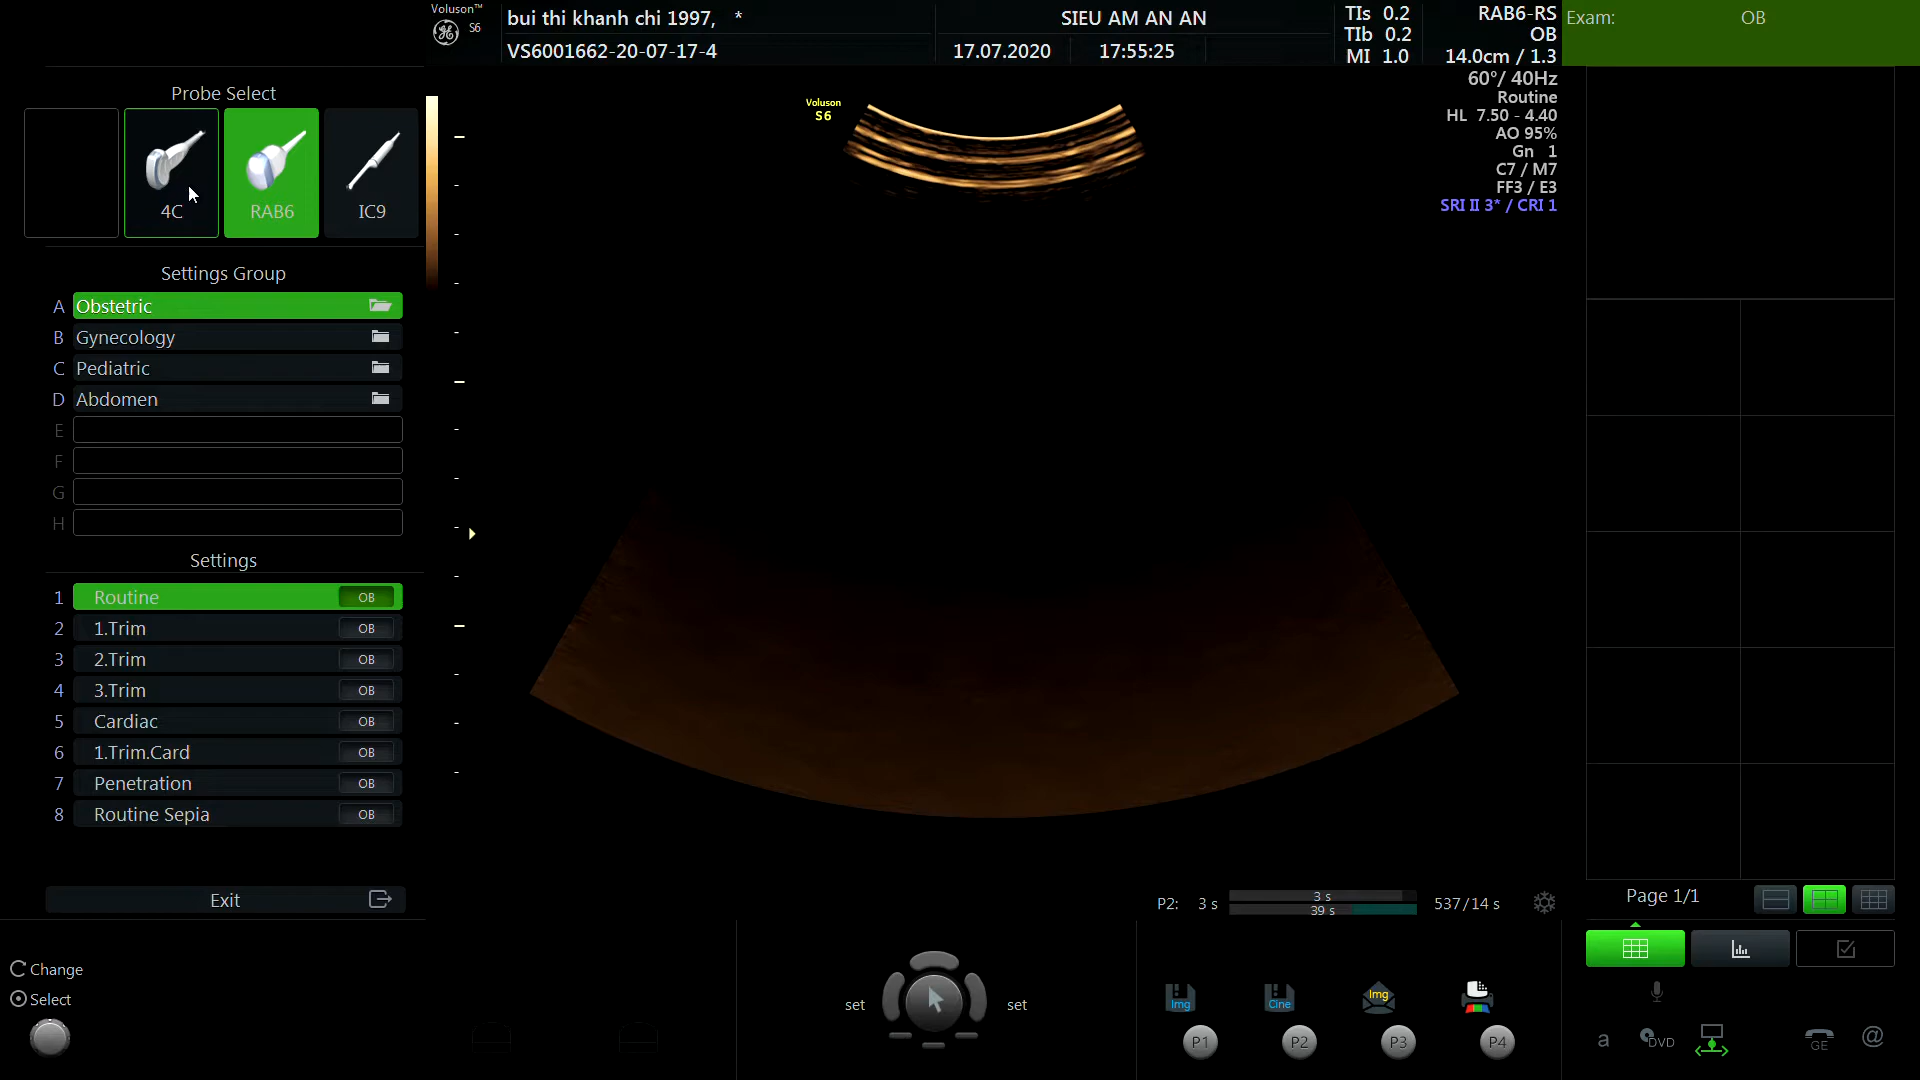 Voluson™
S6
bui thi khanh chi 1997, *
SIEU AM AN AN
TIs 0.2
RAB6-RS
Exam: OB
TIb 0.2
OB
VS6001662-20-07-17-4
17.07.2020
17:55:25
MI 1.0
14.0cm / 1.3
60°/ 40Hz
Routine
HL 7.50 - 4.40
AO 95%
Gn 1
C7 / M7
FF3 / E3
SRI II 3* / CRI 1
Voluson
S6
Probe Select
4C
RAB6
IC9
Settings Group
A Obstetric
B Gynecology
C Pediatric
D Abdomen
E
F
G
H
Settings
1 Routine OB
2 1.Trim OB
3 2.Trim OB
4 3.Trim OB
5 Cardiac OB
6 1.Trim.Card OB
7 Penetration OB
8 Routine Sepia OB
Exit
P2: 3 s
3 s
39 s
537/14 s
Page 1/1
Change
Select
set
set
Img
Cine
Img
P1
P2
P3
P4
a
DVD
GE
@